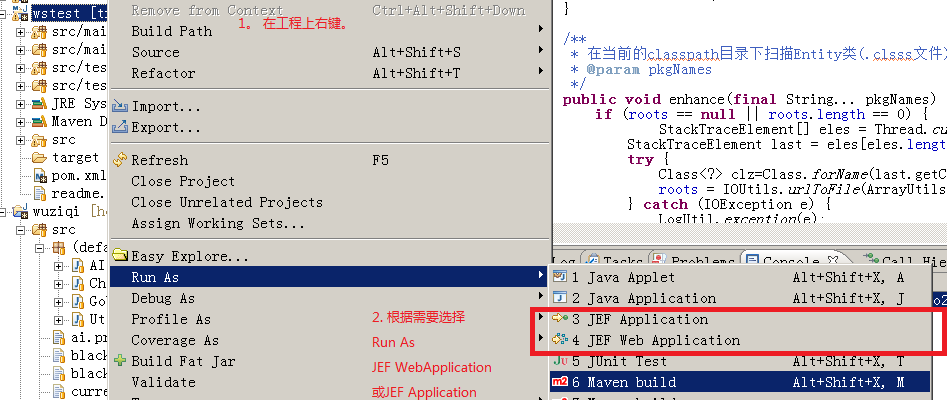 wstest [t
src/mai
src/mai
src/tes
src/tes
JRE Sys
Maven D
src
target
pom.xml
readme.
wuziqi [h
src
(defa
AI
Ch
Go
Ut
ai.pr
black
black
curre
Remove from Context Ctrl+Alt+Shift+Down
Build Path
Source Alt+Shift+S
Refactor Alt+Shift+T
Import...
Export...
Refresh F5
Close Project
Close Unrelated Projects
Assign Working Sets...
Easy Explore...
Run As
Debug As
Profile As
Coverage As
Build Fat Jar
Validate
1。 在工程上右键。
2. 根据需要选择
Run As
JEF WebApplication
或JEF Application
}
/**
* 在当前的classpath目录下扫描Entity类(.clsss文件)
* @param pkgNames
*/
public void enhance(final String... pkgNames)
if (roots == null || roots.length == 0) {
StackTraceElement[] eles = Thread.cu
StackTraceElement last = eles[eles.length
try {
Class<?> clz=Class.forName(last.getC
roots = IOUtils.urlToFile(ArrayUtils
} catch (IOException e) {
LogUtil.exception(e);
Log Tasks Problems Console Call Hie
1 Java Applet Alt+Shift+X, A
2 Java Application Alt+Shift+X, J
3 JEF Application
4 JEF Web Application
5 JUnit Test Alt+Shift+X, T
6 Maven build Alt+Shift+X, M